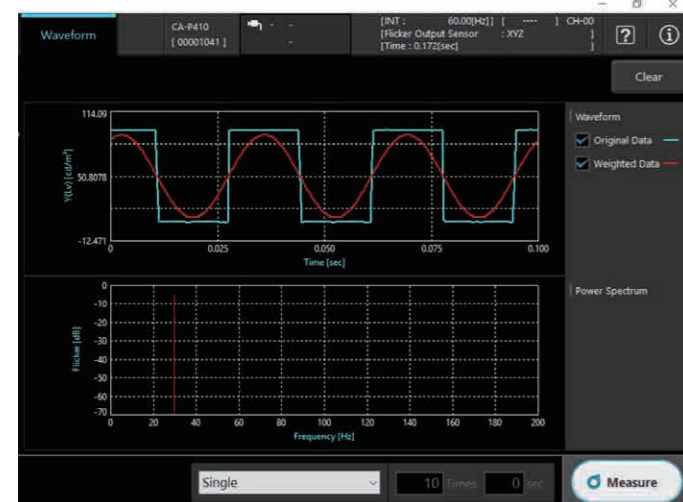 Waveform
CA-P410
[ 00001041 ]
- -
-
[INT : 60.00[Hz]] [ ---- ] CH-00
[Flicker Output Sensor : XYZ ]
[Time : 0.172[sec] ]
Clear
114.09
50.8078
-12.471
Y(Lv) [cd/m²]
0 0.025 0.050 0.075 0.100
Time [sec]
Waveform
Original Data
Weighted Data
0
-10
-20
-30
-40
-50
-60
-70
Flicker [dB]
0 20 40 60 80 100 120 140 160 180 200
Frequency [Hz]
Power Spectrum
Single
10 Times 0 sec
Measure